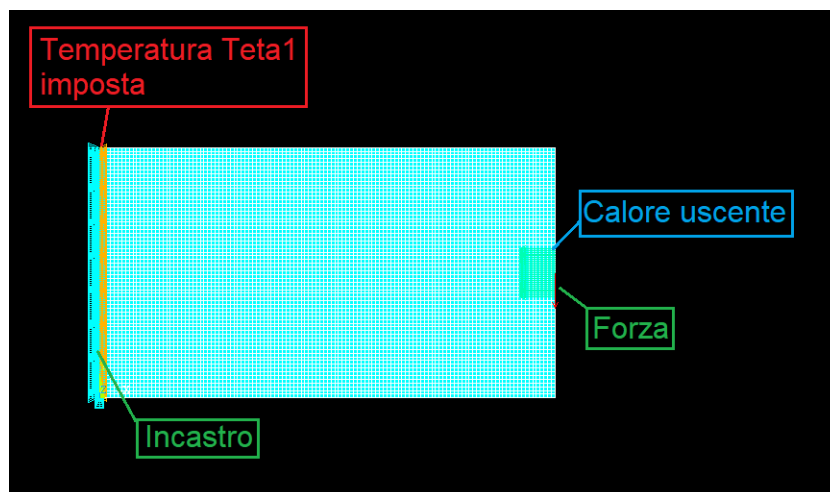 Temperatura Teta1
imposta
Calore uscente
Forza
Incastro